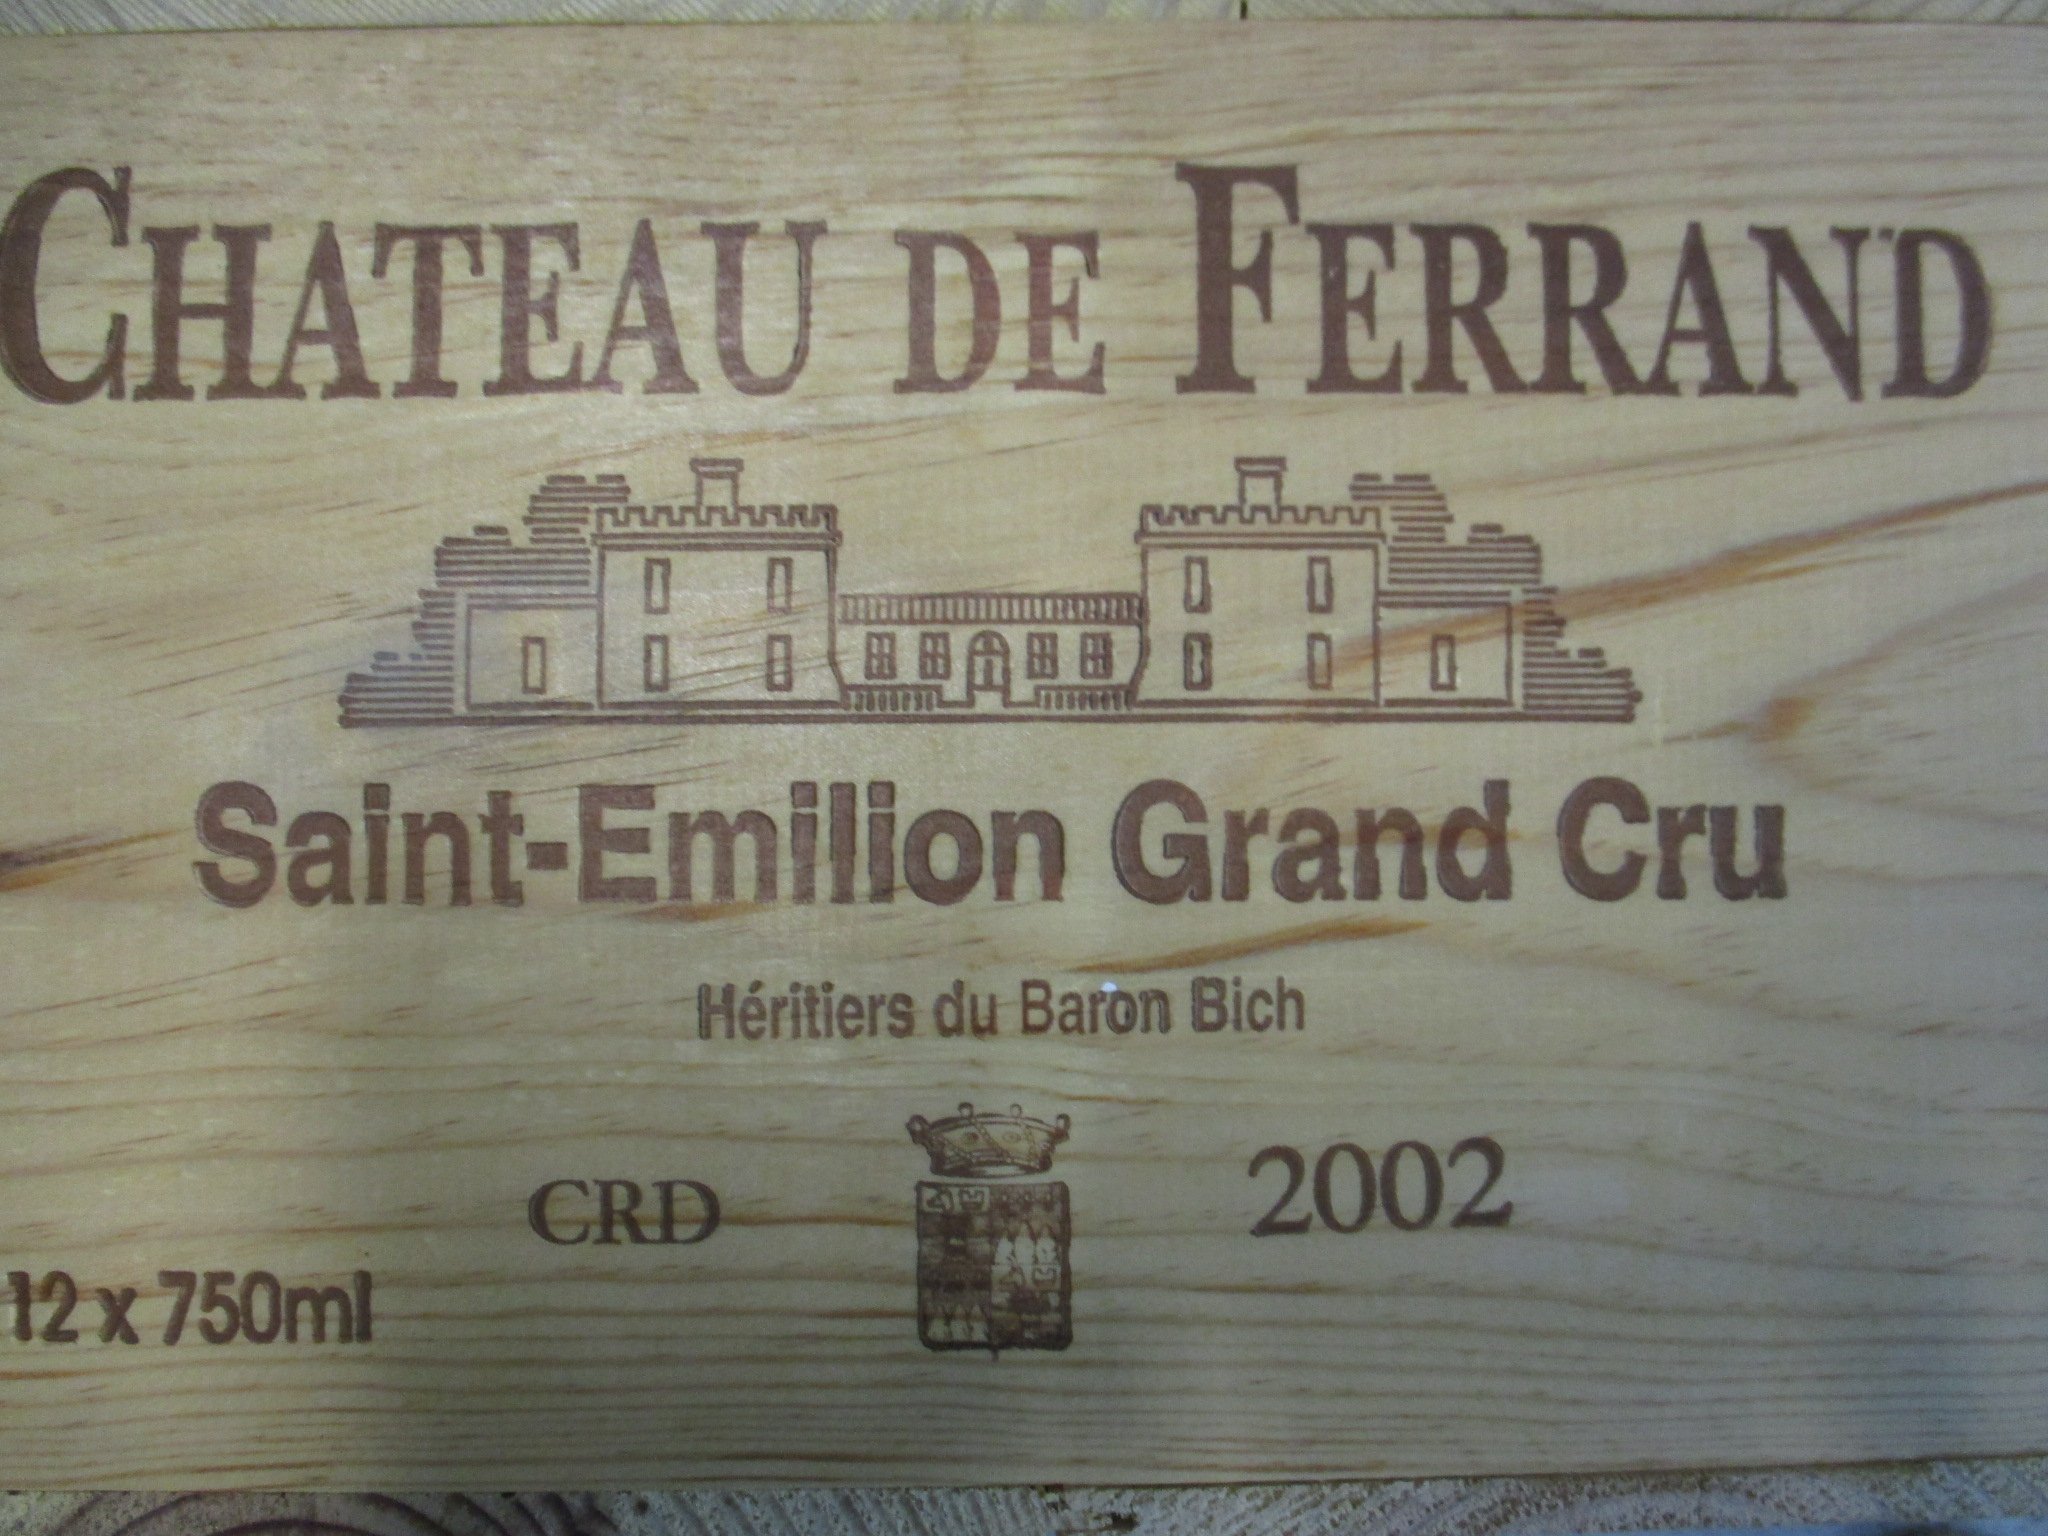 CHATEAU DE FERRAND
Saint-Emilion Grand Cru
Héritiers du Baron Bich
CRD
2002
12 x 750ml